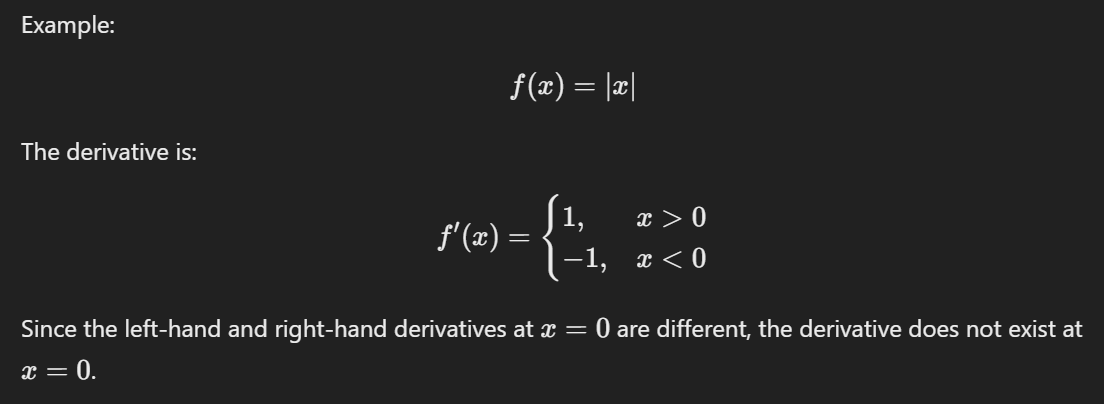 Example:
f(x) = |x|
The derivative is:
f′(x) = { 1, x > 0
−1, x < 0
Since the left-hand and right-hand derivatives at x = 0 are different, the derivative does not exist at
x = 0.